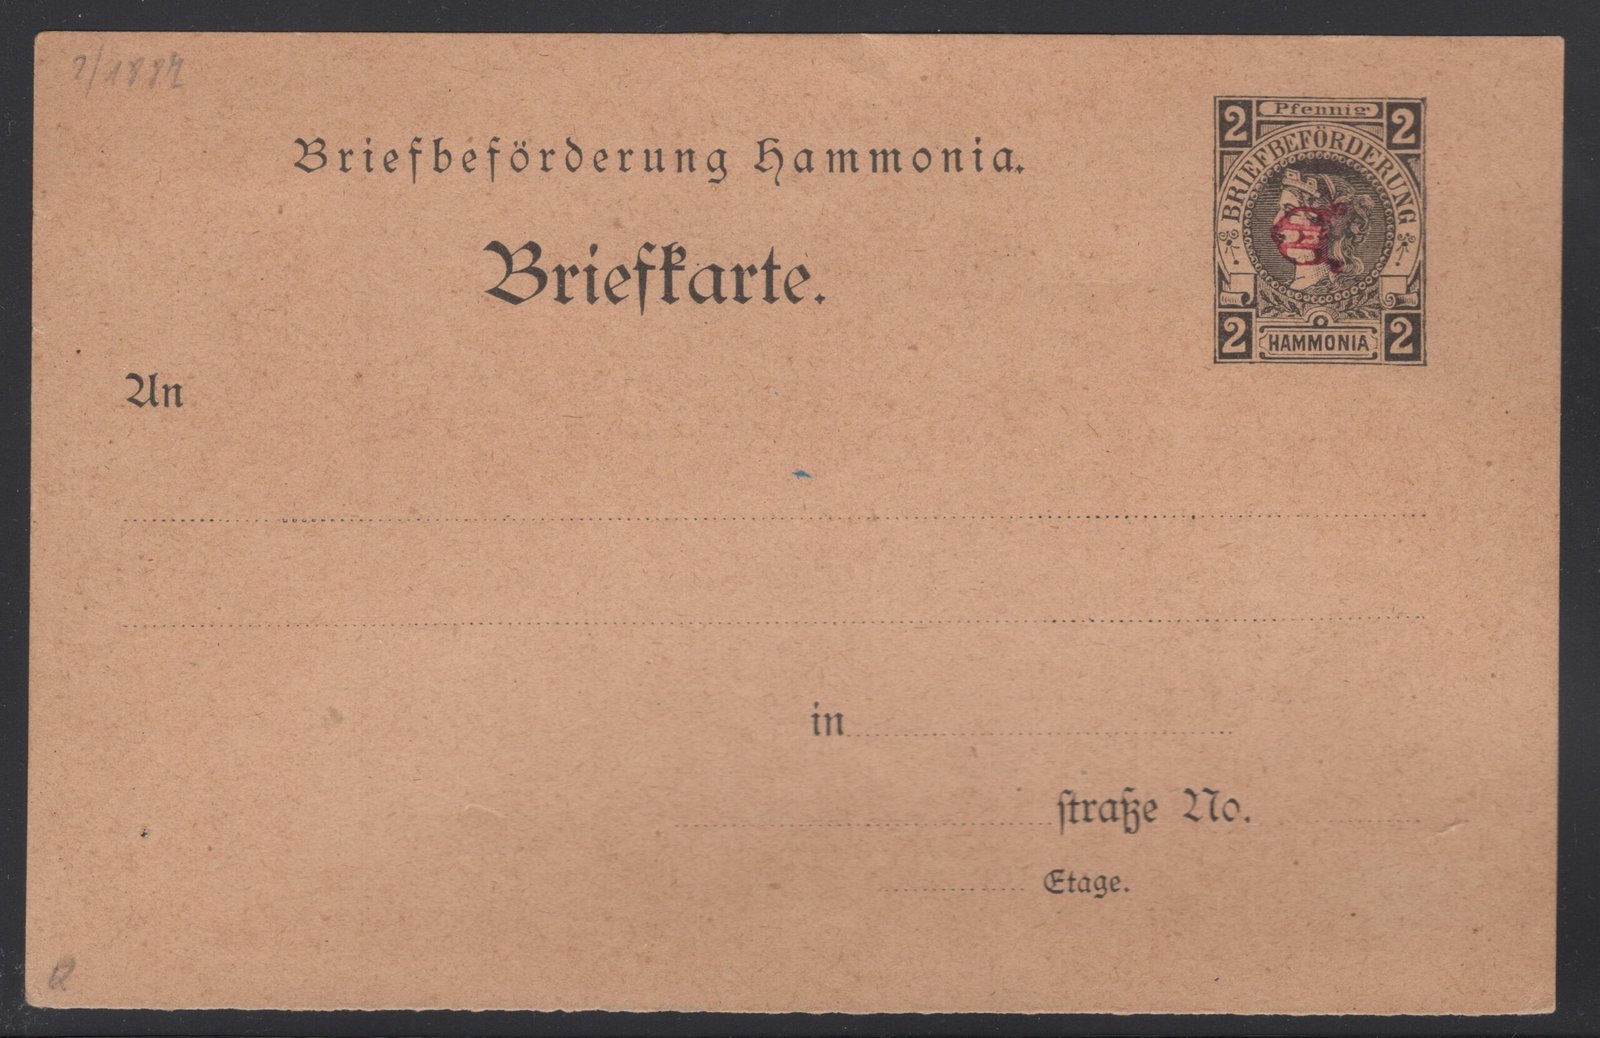 2/1887
Briefbeförderung Hammonia.
Briefkarte.
2 Pfennig 2
BRIEFBEFÖRDERUNG
2 HAMMONIA 2
An
in
straße No.
Etage.